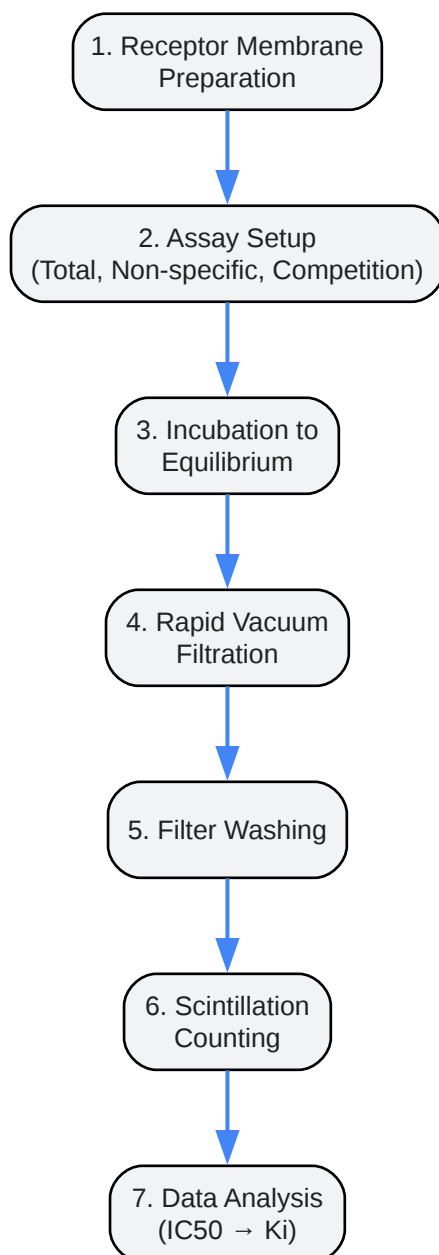 1. Receptor Membrane
Preparation
2. Assay Setup
(Total, Non-specific, Competition)
3. Incubation to
Equilibrium
4. Rapid Vacuum
Filtration
5. Filter Washing
6. Scintillation
Counting
7. Data Analysis
(IC50 → Ki)